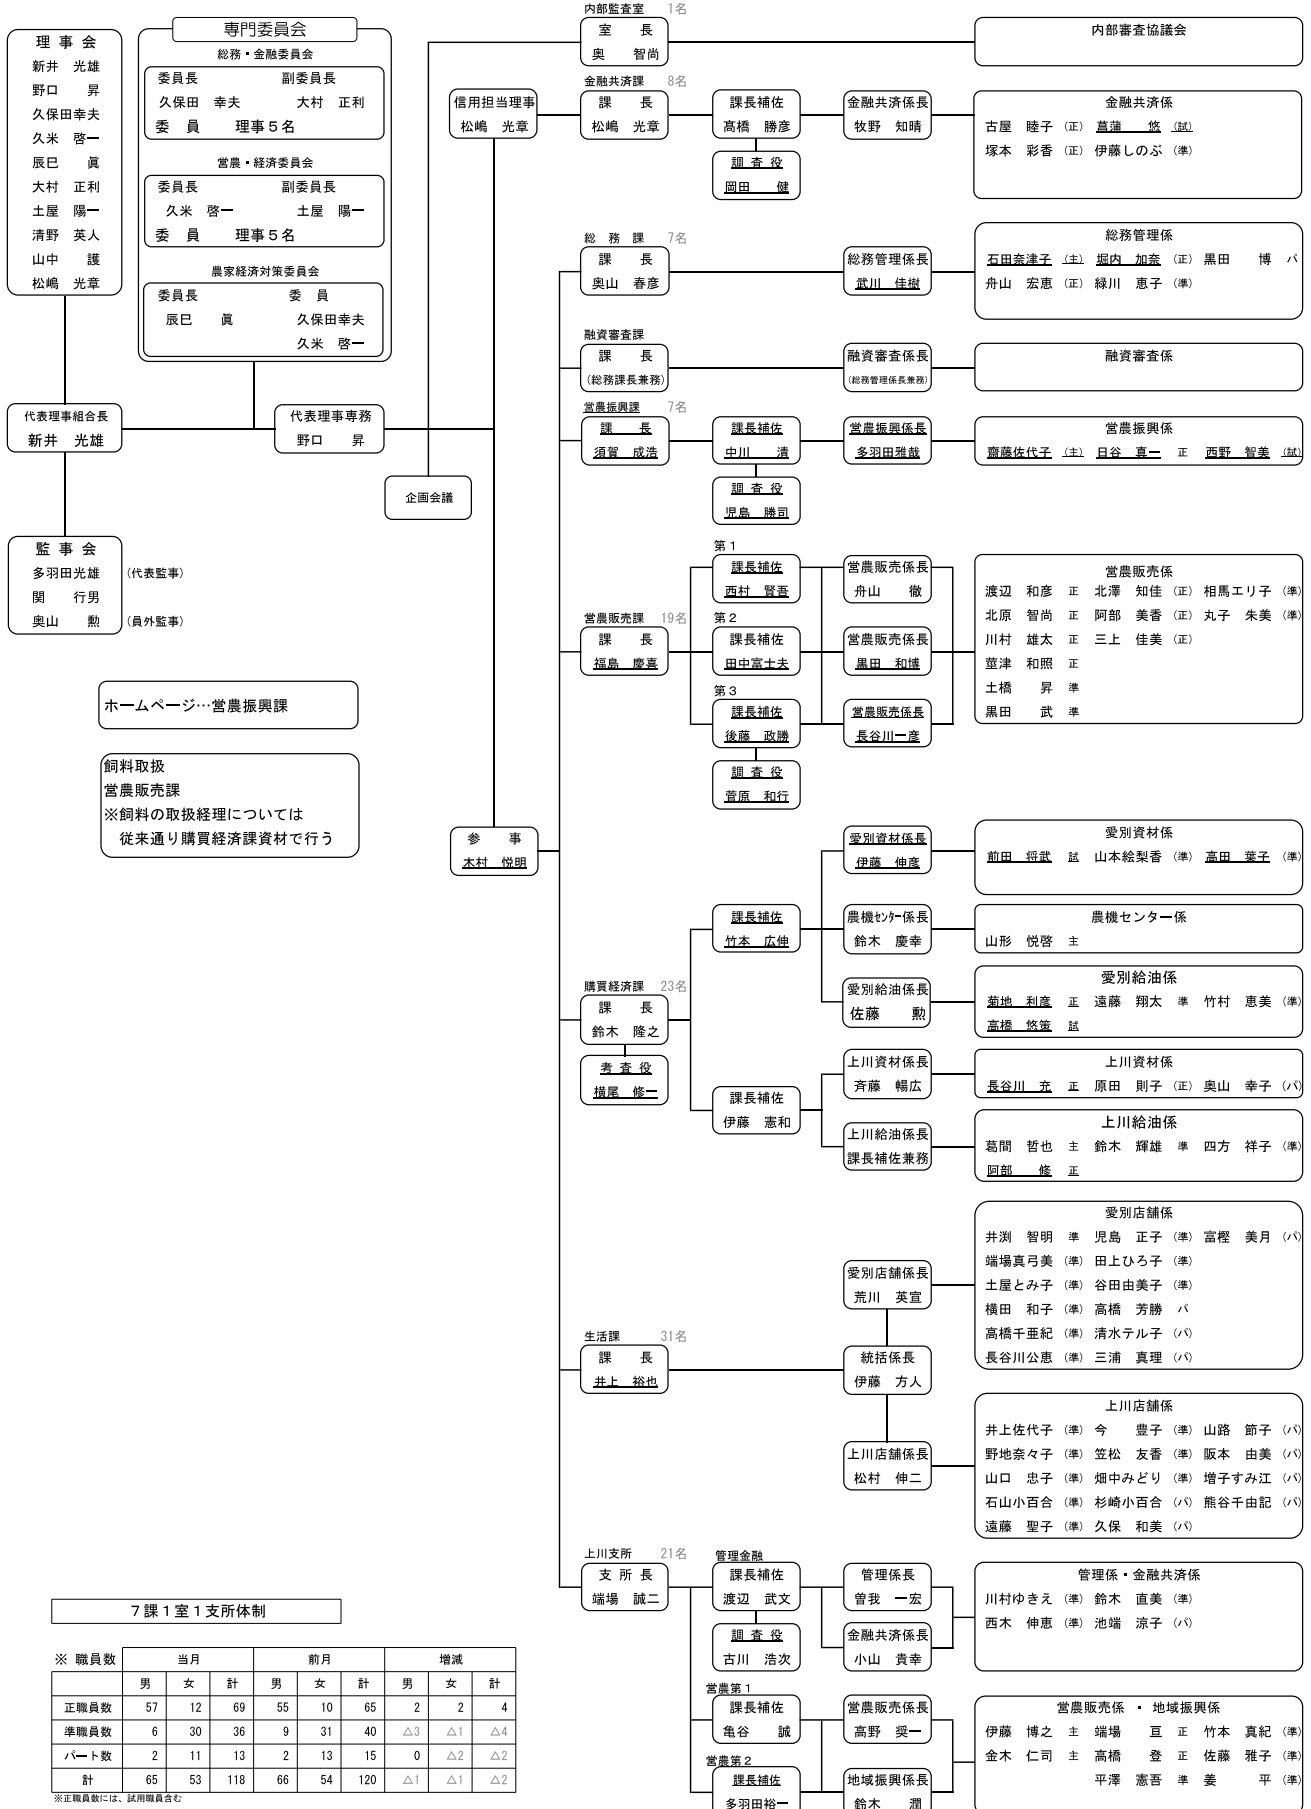 理事会
新井 光雄
野口 昇
久保田幸夫
久米 啓一
辰巳 眞
大村 正利
土屋 陽一
清野 英人
山中 護
松嶋 光章
専門委員会
総務・金融委員会
委員長 副委員長
久保田 幸夫 大村 正利
委員 理事５名
営農・経済委員会
委員長 副委員長
久米 啓一 土屋 陽一
委員 理事５名
農家経済対策委員会
委員長 委員
辰巳 眞 久保田幸夫
久米 啓一
代表理事組合長
新井 光雄
代表理事専務
野口 昇
企画会議
監事会
多羽田光雄 (代表監事)
関 行男
奥山 勲 (員外監事)
ホームページ…営農振興課
飼料取扱
営農販売課
※飼料の取扱経理については
従来通り購買経済課資材で行う
信用担当理事
松嶋 光章
参事
木村 悦明
内部監査室 1名
室長
奥 智尚
内部審査協議会
金融共済課 8名
課長
松嶋 光章
課長補佐
髙橋 勝彦
調査役
岡田 健
金融共済係長
牧野 知晴
金融共済係
古屋 睦子 (正) 菖蒲 悠 (試)
塚本 彩香 (正) 伊藤しのぶ (準)
総務課 7名
課長
奥山 春彦
総務管理係長
武川 佳樹
総務管理係
石田奈津子 (主) 堀内 加奈 (正) 黒田 博 パ
舟山 宏恵 (正) 緑川 恵子 (準)
融資審査課
課長
(総務課長兼務)
融資審査係長
(総務管理係長兼務)
融資審査係
営農振興課 7名
課長
須賀 成浩
課長補佐
中川 清
調査役
児島 勝司
営農振興係長
多羽田雅哉
営農振興係
齋藤佐代子 (主) 日谷 真一 正 西野 智美 (試)
営農販売課 19名
課長
福島 慶喜
第１
課長補佐
西村 賢吾
第２
課長補佐
田中富士夫
第３
課長補佐
後藤 政勝
調査役
菅原 和行
営農販売係長
舟山 徹
営農販売係長
黒田 和博
営農販売係長
長谷川一彦
営農販売係
渡辺 和彦 正 北澤 知佳 (正) 相馬エリ子 (準)
北原 智尚 正 阿部 美香 (正) 丸子 朱美 (準)
川村 雄太 正 三上 佳美 (正)
莖津 和照 正
土橋 昇 準
黒田 武 準
購買経済課 23名
課長
鈴木 隆之
考査役
横尾 修一
課長補佐
竹本 広伸
愛別資材係長
伊藤 伸彦
愛別資材係
前田 将武 試 山本絵梨香 (準) 高田 葉子 (準)
農機ｾﾝﾀｰ係長
鈴木 慶幸
農機センター係
山形 悦啓 主
愛別給油係長
佐藤 勲
愛別給油係
菊地 利彦 正 遠藤 翔太 準 竹村 恵美 (準)
高橋 悠策 試
課長補佐
伊藤 憲和
上川資材係長
斉藤 暢広
上川資材係
長谷川 充 正 原田 則子 (正) 奥山 幸子 (パ)
上川給油係長
課長補佐兼務
上川給油係
葛間 哲也 主 鈴木 輝雄 準 四方 祥子 (準)
阿部 修 正
生活課 31名
課長
井上 裕也
愛別店舗係長
荒川 英宣
統括係長
伊藤 方人
上川店舗係長
松村 伸二
愛別店舗係
井渕 智明 準 児島 正子 (準) 富樫 美月 (パ)
端場真弓美 (準) 田上ひろ子 (準)
土屋とみ子 (準) 谷田由美子 (準)
横田 和子 (準) 高橋 芳勝 パ
高橋千亜紀 (準) 清水テル子 (パ)
長谷川公恵 (準) 三浦 真理 (パ)
上川店舗係
井上佐代子 (準) 今 豊子 (準) 山路 節子 (パ)
野地奈々子 (準) 笠松 友香 (準) 阪本 由美 (パ)
山口 忠子 (準) 畑中みどり (準) 増子すみ江 (パ)
石山小百合 (準) 杉崎小百合 (パ) 熊谷千由記 (パ)
遠藤 聖子 (準) 久保 和美 (パ)
上川支所 21名
支所長
端場 誠二
管理金融
課長補佐
渡辺 武文
調査役
古川 浩次
管理係長
曽我 一宏
金融共済係長
小山 貴幸
管理係・金融共済係
川村ゆきえ (準) 鈴木 直美 (準)
西木 伸恵 (準) 池端 涼子 (パ)
営農第１
課長補佐
亀谷 誠
営農第２
課長補佐
多羽田裕一
営農販売係長
高野 奨一
地域振興係長
鈴木 潤
営農販売係 ・ 地域振興係
伊藤 博之 主 端場 亘 正 竹本 真紀 (準)
金木 仁司 主 高橋 登 正 佐藤 雅子 (準)
平澤 憲吾 準 姜 平 (準)
７課１室１支所体制
※ 職員数 当月 前月 増減
男 女 計 男 女 計 男 女 計
正職員数 57 12 69 55 10 65 2 2 4
準職員数 6 30 36 9 31 40 △3 △1 △4
パート数 2 11 13 2 13 15 0 △2 △2
計 65 53 118 66 54 120 △1 △1 △2
※正職員数には、試用職員含む